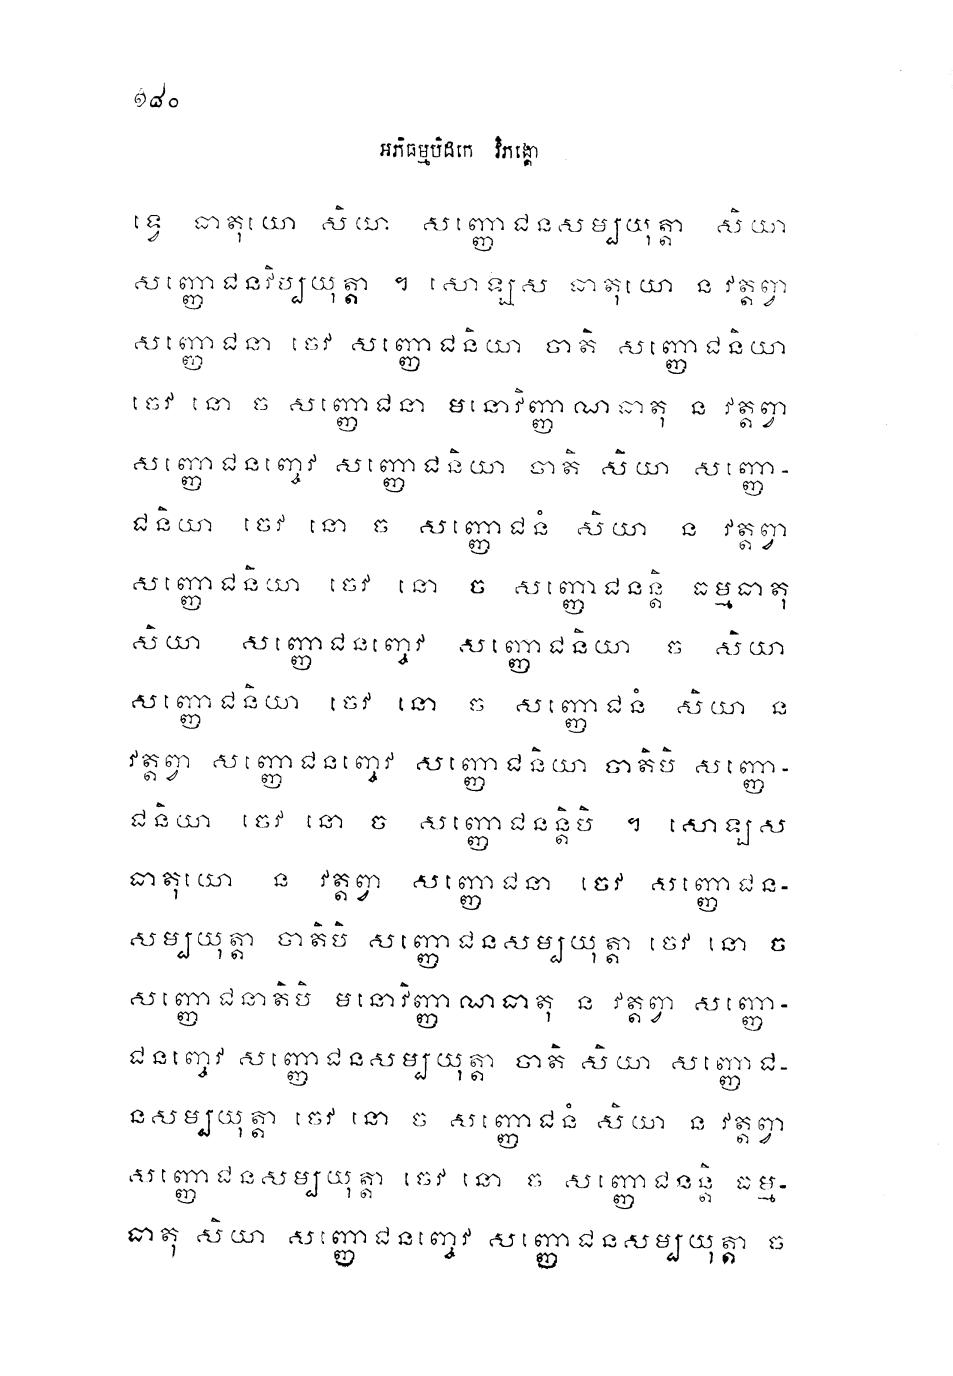 ១៨០
អភិធម្មបិដកេ វិភង្គោ
ទ្វេ ធាតុយោ សិយា សញ្ញោជនសម្បយុត្តា សិយា
សញ្ញោជនវិប្បយុត្តា ។ សោឡស ធាតុយោ ន វត្តព្វា
សញ្ញោជនា ចេវ សញ្ញោជនិយា ចាតិ សញ្ញោជនិយា
ចេវ នោ ច សញ្ញោជនា មនោវិញ្ញាណធាតុ ន វត្តព្វា
សញ្ញោជនញ្ចេវ សញ្ញោជនិយា ចាតិ សិយា សញ្ញោ-
ជនិយា ចេវ នោ ច សញ្ញោជនំ សិយា ន វត្តព្វា
សញ្ញោជនិយា ចេវ នោ ច សញ្ញោជនន្តិ ធម្មធាតុ
សិយា សញ្ញោជនញ្ចេវ សញ្ញោជនិយា ច សិយា
សញ្ញោជនិយា ចេវ នោ ច សញ្ញោជនំ សិយា ន
វត្តព្វា សញ្ញោជនញ្ចេវ សញ្ញោជនិយា ចាតិបិ សញ្ញោ-
ជនិយា ចេវ នោ ច សញ្ញោជនន្តិបិ ។ សោឡស
ធាតុយោ ន វត្តព្វា សញ្ញោជនា ចេវ សញ្ញោជន-
សម្បយុត្តា ចាតិបិ សញ្ញោជនសម្បយុត្តា ចេវ នោ ច
សញ្ញោជនាតិបិ មនោវិញ្ញាណធាតុ ន វត្តព្វា សញ្ញោ-
ជនញ្ចេវ សញ្ញោជនសម្បយុត្តា ចាតិ សិយា សញ្ញោជ-
នសម្បយុត្តា ចេវ នោ ច សញ្ញោជនំ សិយា ន វត្តព្វា
សញ្ញោជនសម្បយុត្តា ចេវ នោ ច សញ្ញោជនន្តិ ធម្ម-
ធាតុ សិយា សញ្ញោជនញ្ចេវ សញ្ញោជនសម្បយុត្តា ច